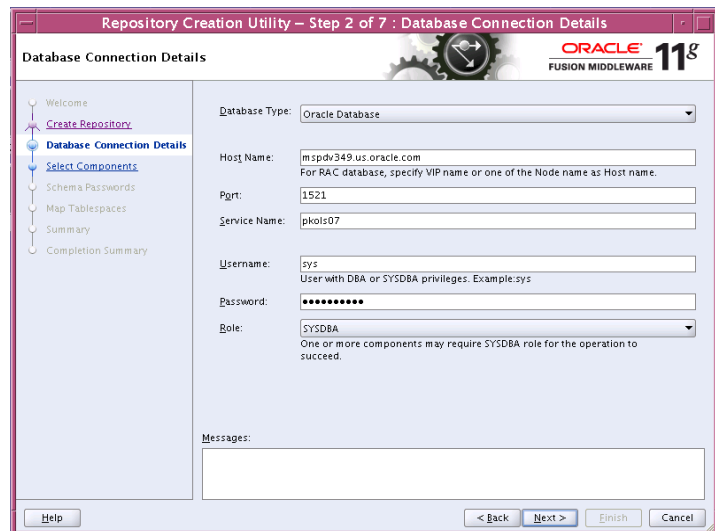 Repository Creation Utility – Step 2 of 7 : Database Connection Details
Database Connection Details
ORACLE
FUSION MIDDLEWARE
11g
Welcome
Create Repository
Database Connection Details
Select Components
Schema Passwords
Map Tablespaces
Summary
Completion Summary
Database Type: Oracle Database
Host Name: mspdv349.us.oracle.com
For RAC database, specify VIP name or one of the Node name as Host name.
Port: 1521
Service Name: pkols07
Username: sys
User with DBA or SYSDBA privileges. Example:sys
Password: ●●●●●●●●●●
Role: SYSDBA
One or more components may require SYSDBA role for the operation to
succeed.
Messages:
Help
< Back
Next >
Finish
Cancel